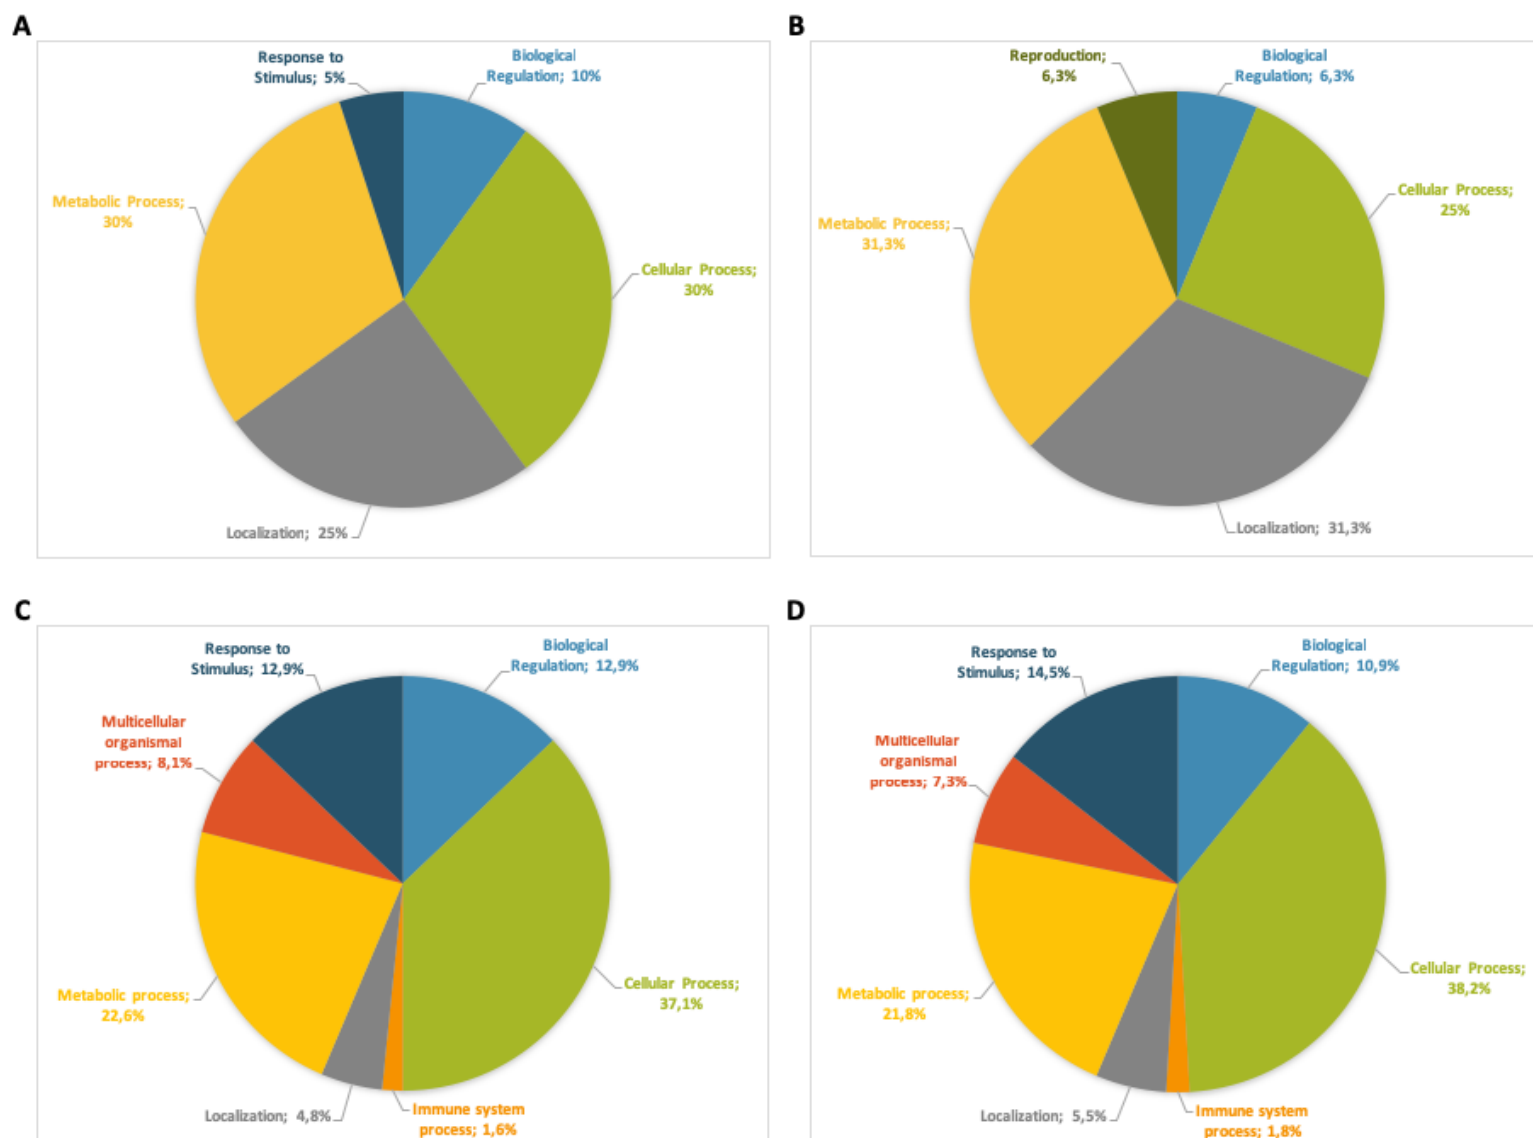 A
Response to
Stimulus; 5%
Biological
Regulation; 10%
Metabolic Process;
30%
Cellular Process;
30%
Localization; 25%
B
Reproduction;
6,3%
Biological
Regulation; 6,3%
Cellular Process;
25%
Metabolic Process;
31,3%
Localization; 31,3%
C
Response to
Stimulus; 12,9%
Biological
Regulation; 12,9%
Multicellular
organismal
process; 8,1%
Metabolic process;
22,6%
Cellular Process;
37,1%
Localization; 4,8%
Immune system
process; 1,6%
D
Response to
Stimulus; 14,5%
Biological
Regulation; 10,9%
Multicellular
organismal
process; 7,3%
Metabolic process;
21,8%
Cellular Process;
38,2%
Localization; 5,5%
Immune system
process; 1,8%